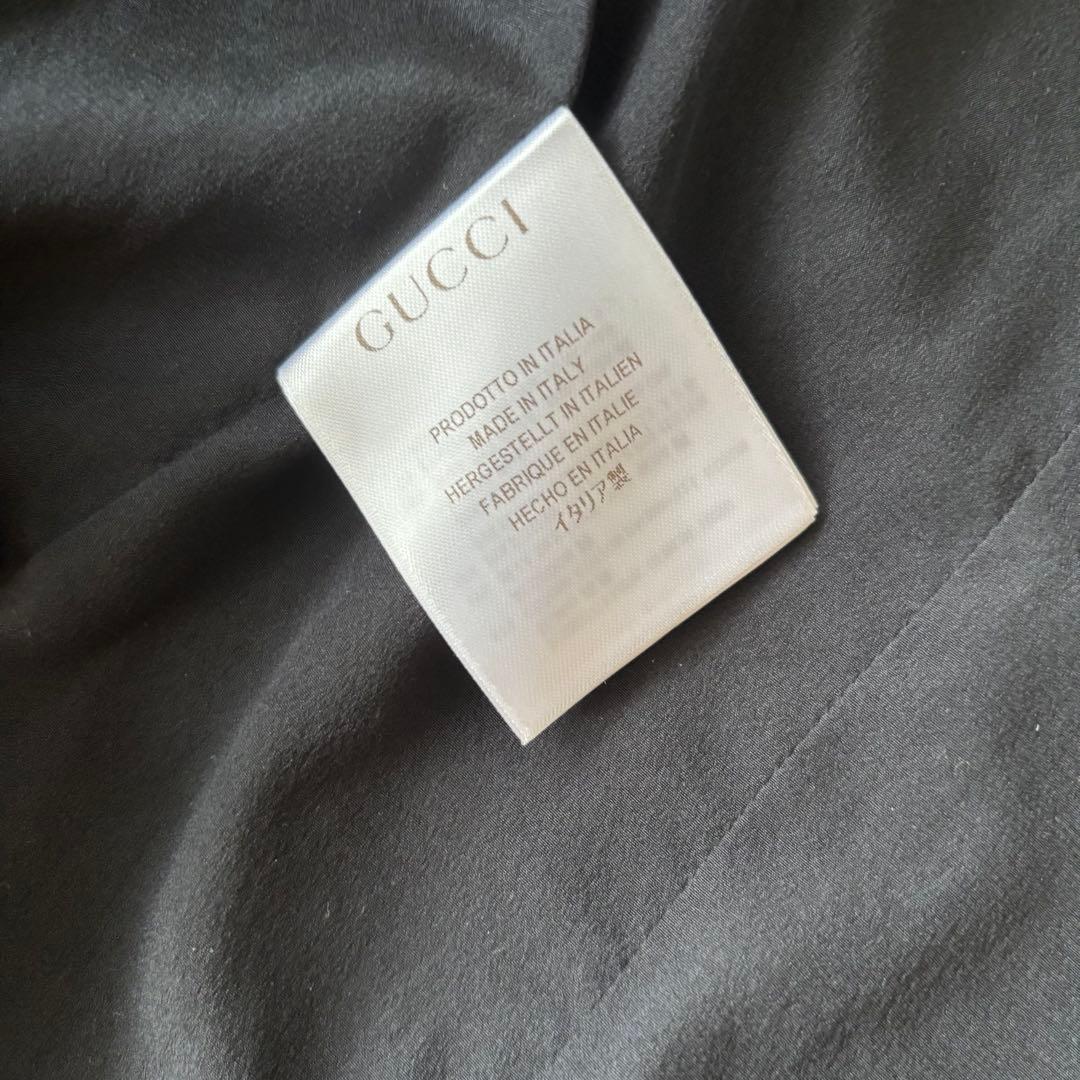 GUCCI
PRODOTTO IN ITALIA
MADE IN ITALY
HERGESTELLT IN ITALIEN
FABRIQUE EN ITALIE
HECHO EN ITALIA
イタリア製